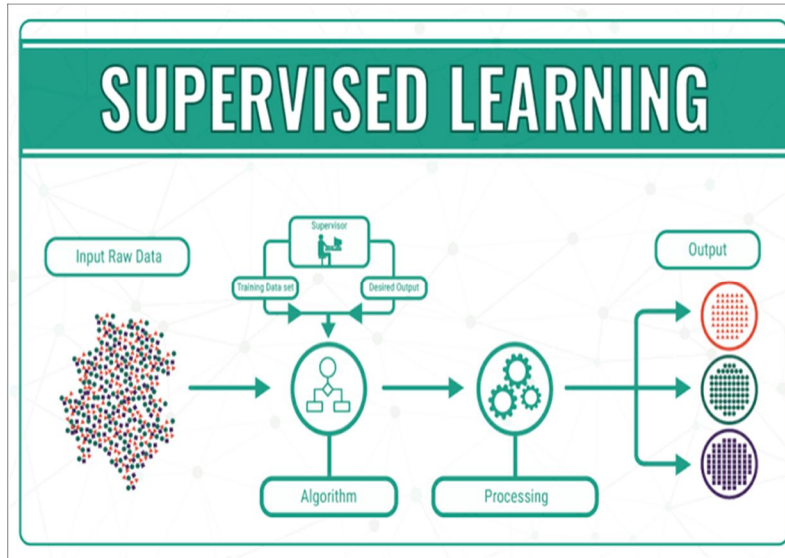 SUPERVISED LEARNING
Supervisor
Input Raw Data
Output
Training Data set
Desired Output
Algorithm
Processing